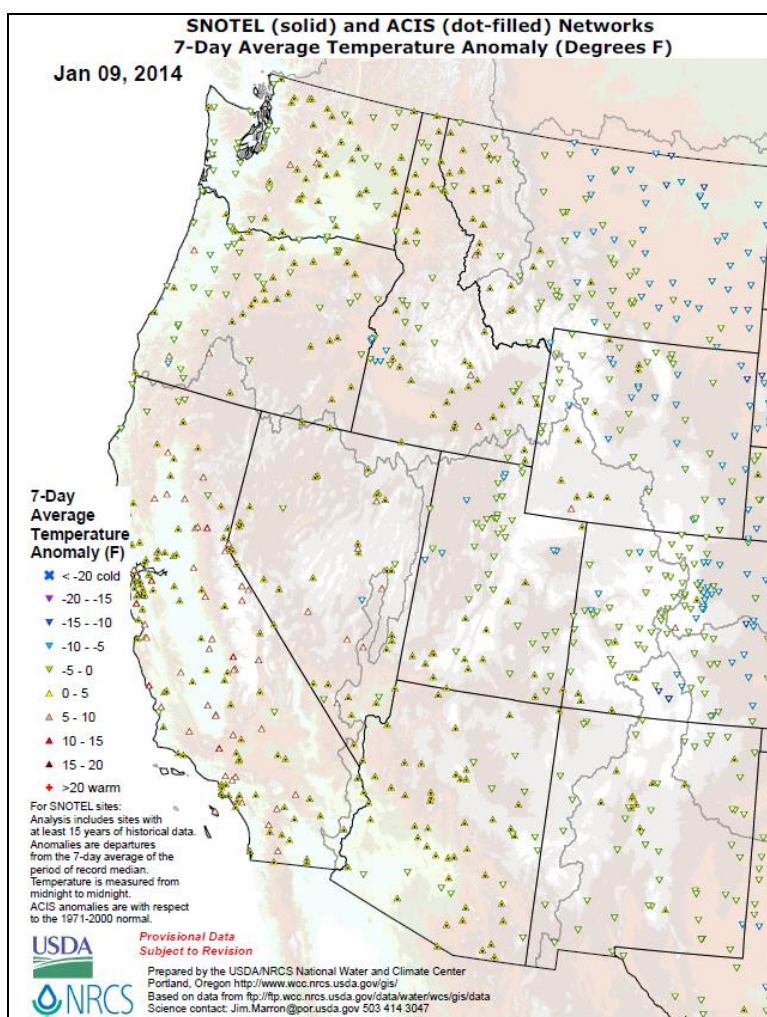 SNOTEL (solid) and ACIS (dot-filled) Networks
7-Day Average Temperature Anomaly (Degrees F)
Jan 09, 2014
7-Day
Average
Temperature
Anomaly (F)
< -20 cold
-20 - -15
-15 - -10
-10 - -5
-5 - 0
0 - 5
5 - 10
10 - 15
15 - 20
>20 warm
For SNOTEL sites:
Analysis includes sites with
at least 15 years of historical data.
Anomalies are departures
from the 7-day average of the
period of record median.
Temperature is measured from
midnight to midnight.
ACIS anomalies are with respect
to the 1971-2000 normal.
USDA
Provisional Data
Subject to Revision
NRCS
Prepared by the USDA/NRCS National Water and Climate Center
Portland, Oregon http://www.wcc.nrcs.usda.gov/gis/
Based on data from ftp://ftp.wcc.nrcs.usda.gov/data/water/wcs/gis/data
Science contact: Jim.Marron@por.usda.gov 503 414 3047